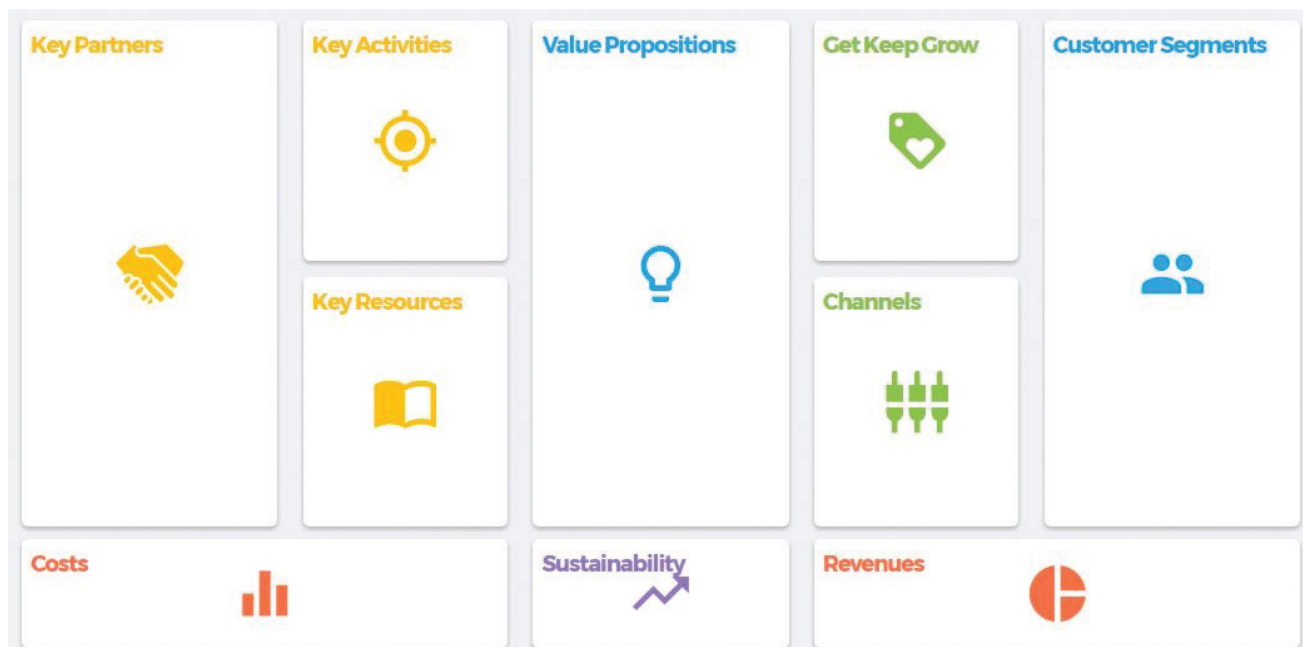 Key Partners
Key Activities
Value Propositions
Get Keep Grow
Customer Segments
Key Resources
Channels
Costs
Sustainability
Revenues